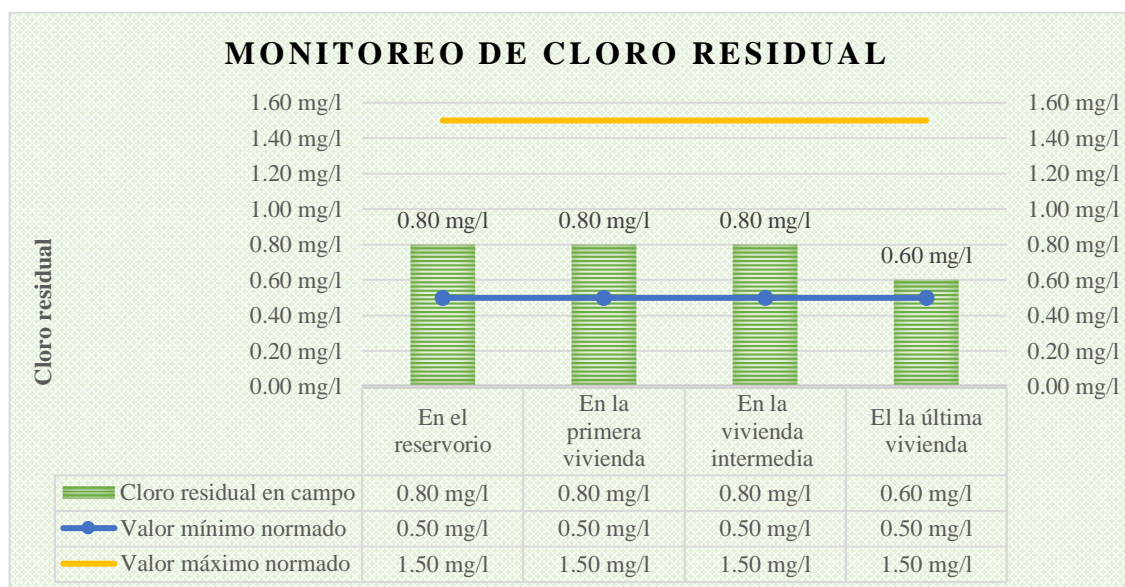 MONITOREO DE CLORO RESIDUAL
Cloro residual
1.60 mg/l
1.40 mg/l
1.20 mg/l
1.00 mg/l
0.80 mg/l
0.60 mg/l
0.40 mg/l
0.20 mg/l
0.00 mg/l
0.80 mg/l 0.80 mg/l 0.80 mg/l 0.60 mg/l
1.60 mg/l
1.40 mg/l
1.20 mg/l
1.00 mg/l
0.80 mg/l
0.60 mg/l
0.40 mg/l
0.20 mg/l
0.00 mg/l
En el
reservorio
En la
primera
vivienda
En la
vivienda
intermedia
El la última
vivienda
Cloro residual en campo 0.80 mg/l 0.80 mg/l 0.80 mg/l 0.60 mg/l
Valor mínimo normado 0.50 mg/l 0.50 mg/l 0.50 mg/l 0.50 mg/l
Valor máximo normado 1.50 mg/l 1.50 mg/l 1.50 mg/l 1.50 mg/l